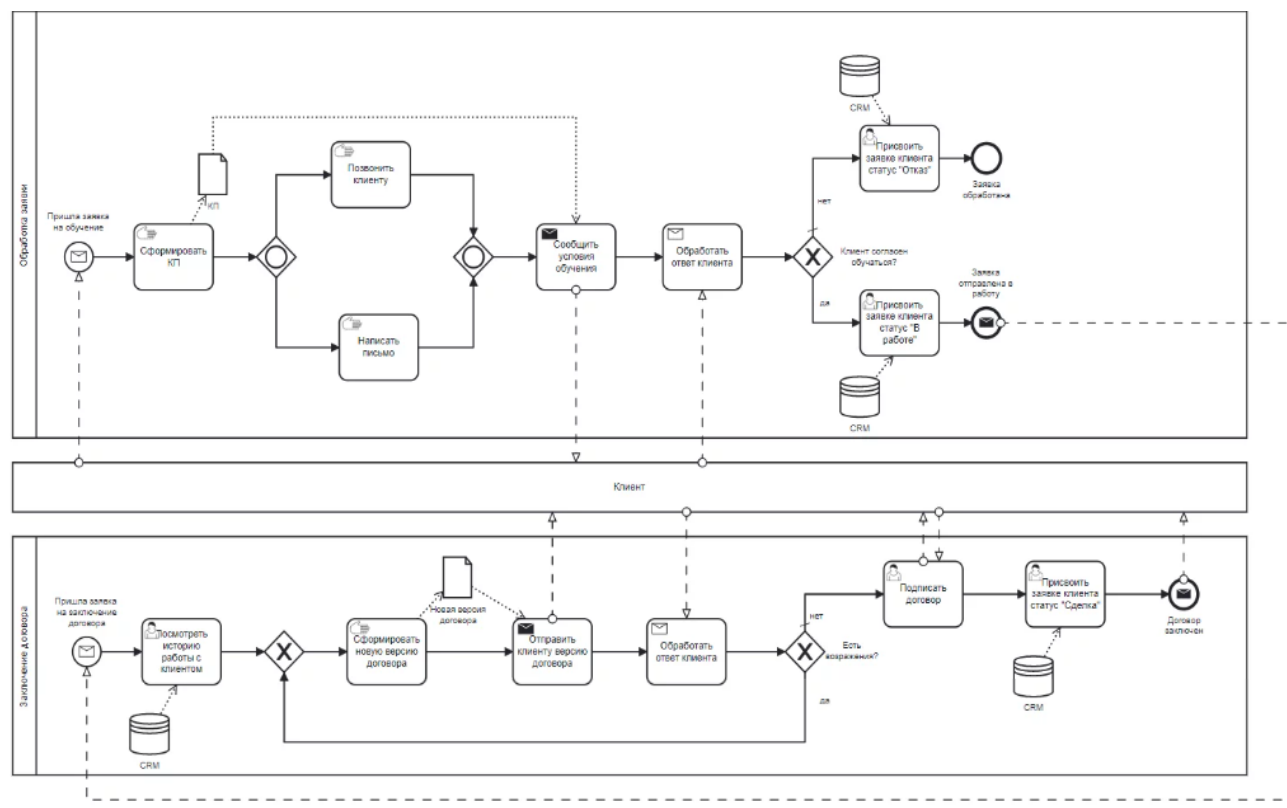 Обработка заявки
CRM
Присвоить
заявке клиента
статус "Отказ"
Заявка
обработана
Позвонить
клиенту
КП
Пришла заявка
на обучение
Сформировать
КП
Сообщить
условия
обучения
Обработать
ответ клиента
нет
Клиент согласен
обучаться?
да
Заявка
отправлена в
работу
Присвоить
заявке клиента
статус "В
работе"
Написать
письмо
CRM
Клиент
Заключение договора
Пришла заявка
на заключение
договора
Посмотреть
историю
работы с
клиентом
CRM
Новая версия
договора
Сформировать
новую версию
договора
Отправить
клиенту версию
договора
Обработать
ответ клиента
нет
Есть
возражения?
да
Подписать
договор
Присвоить
заявке клиента
статус "Сделка"
CRM
Договор
заключен